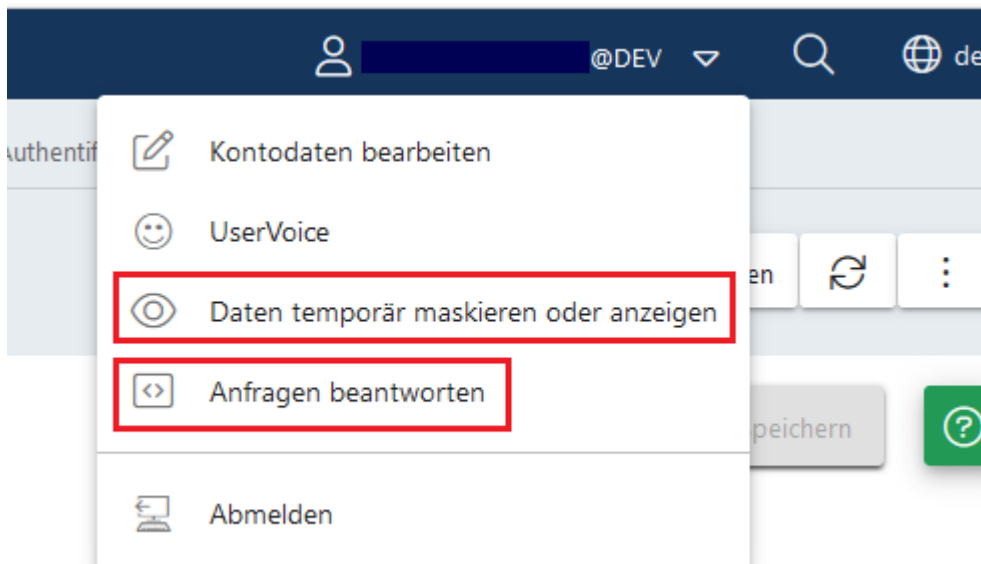 @DEV
de
Authentif
Kontodaten bearbeiten
UserVoice
en
Daten temporär maskieren oder anzeigen
Anfragen beantworten
peichern
Abmelden